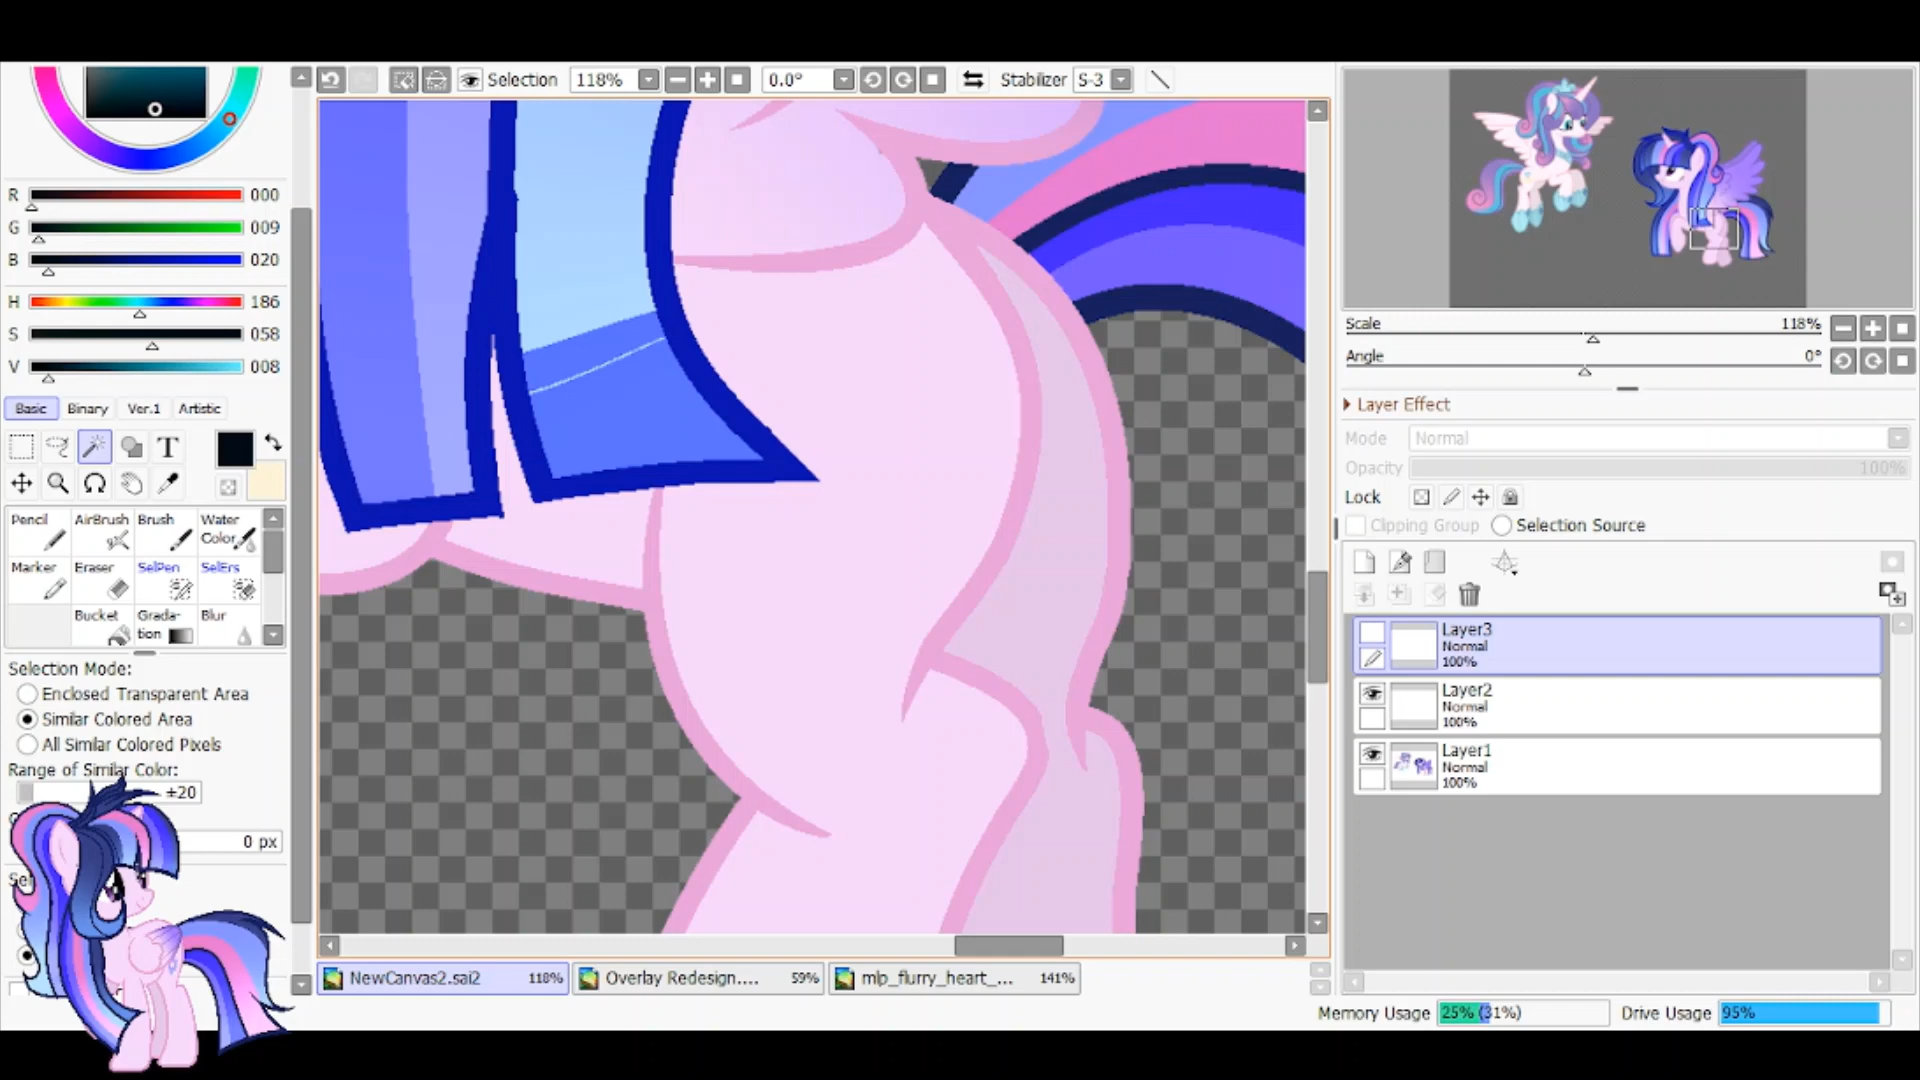 Selection 118% 0.0° Stabilizer S-3
R 000
G 009
B 020
H 186
S 058
V 008
Basic Binary Ver.1 Artistic
T
Pencil AirBrush Brush Water Color
Marker Eraser SelPen SelErs
Bucket Grada-tion Blur
Selection Mode:
Enclosed Transparent Area
Similar Colored Area
All Similar Colored Pixels
Range of Similar Color:
±20
0 px
NewCanvas2.sai2 118% Overlay Redesign.... 59% mlp_flurry_heart_... 141%
Scale 118%
Angle 0°
Layer Effect
Mode Normal
Opacity 100%
Lock
Clipping Group Selection Source
Layer3
Normal
100%
Layer2
Normal
100%
Layer1
Normal
100%
Memory Usage 25% (31%) Drive Usage 95%